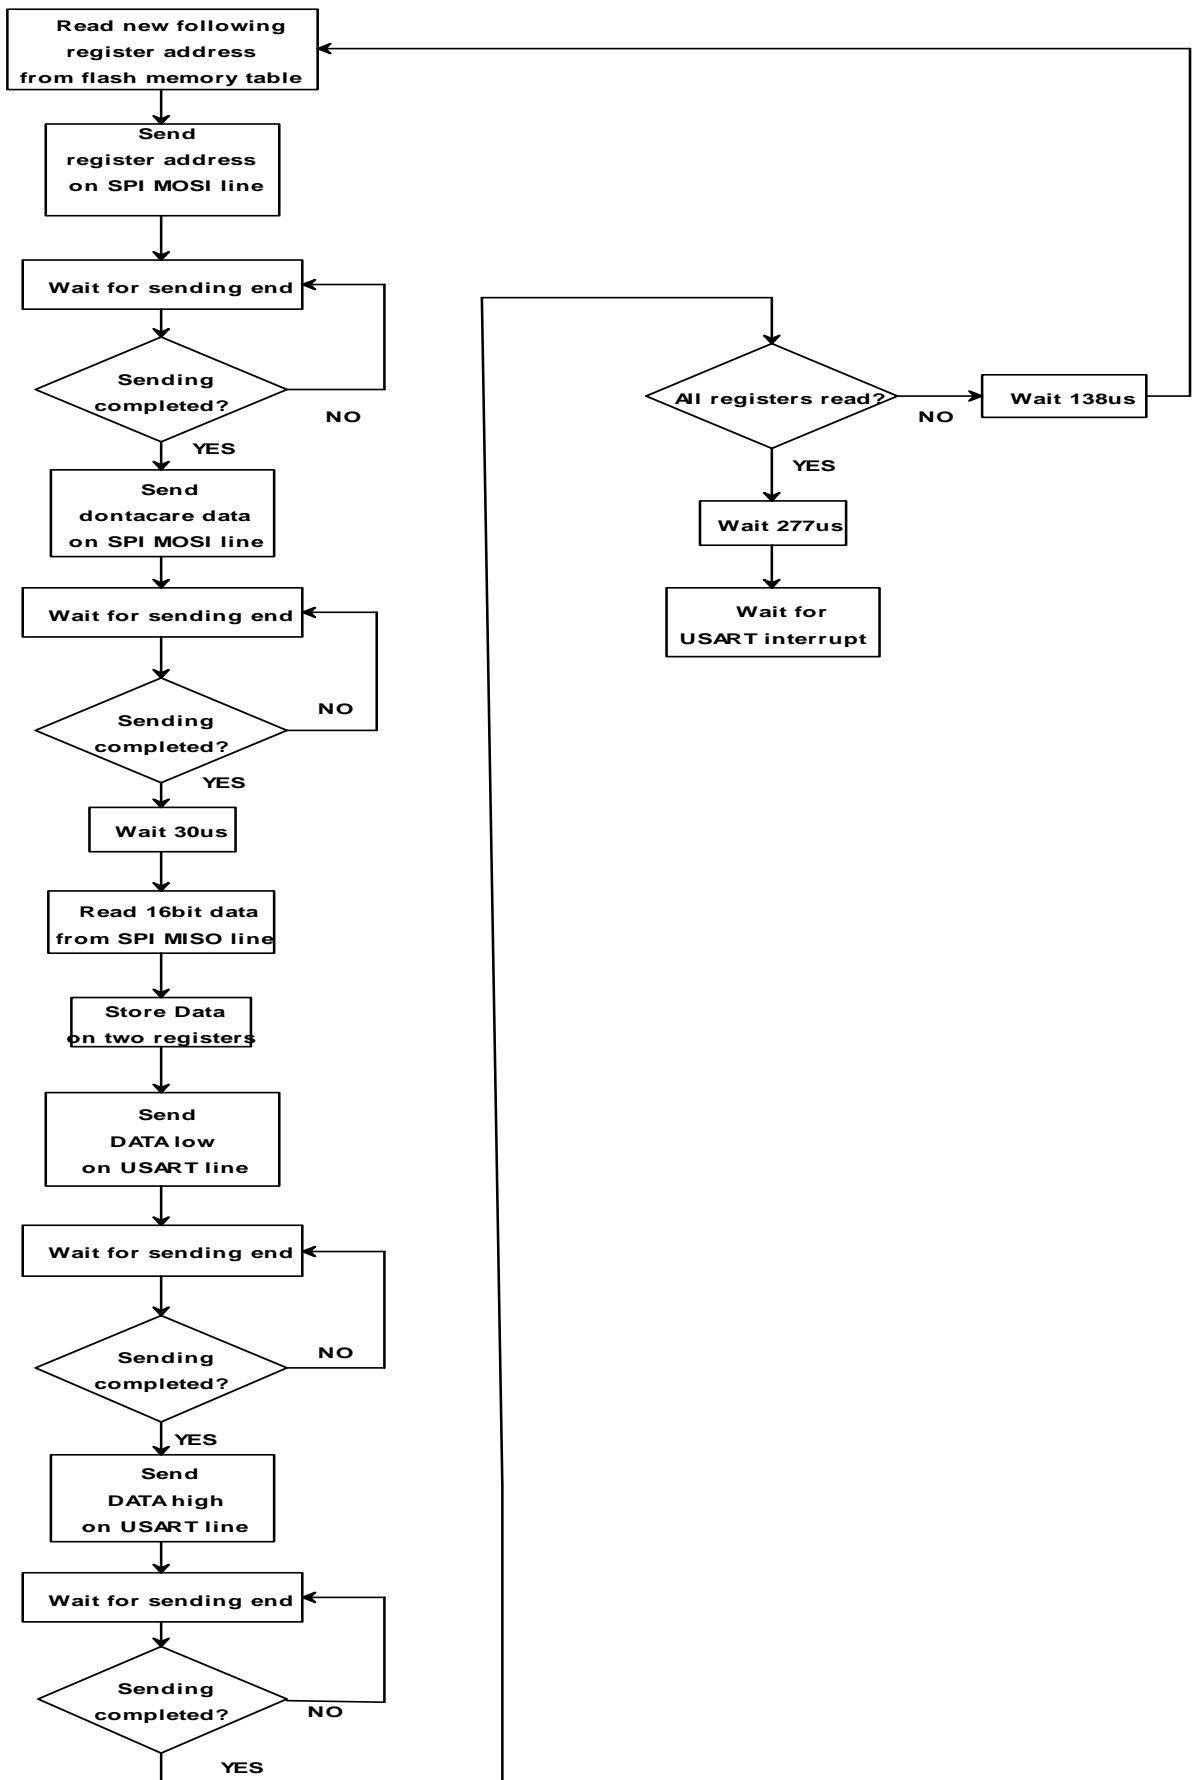 Read new following
register address
from flash memory table
Send
register address
on SPI MOSI line
Wait for sending end
Sending
completed?
NO
YES
Send
dontacare data
on SPI MOSI line
Wait for sending end
Sending
completed?
NO
YES
Wait 30us
Read 16bit data
from SPI MISO line
Store Data
on two registers
Send
DATA low
on USART line
Wait for sending end
Sending
completed?
NO
YES
Send
DATA high
on USART line
Wait for sending end
Sending
completed?
NO
YES
All registers read?
NO
Wait 138us
YES
Wait 277us
Wait for
USART interrupt